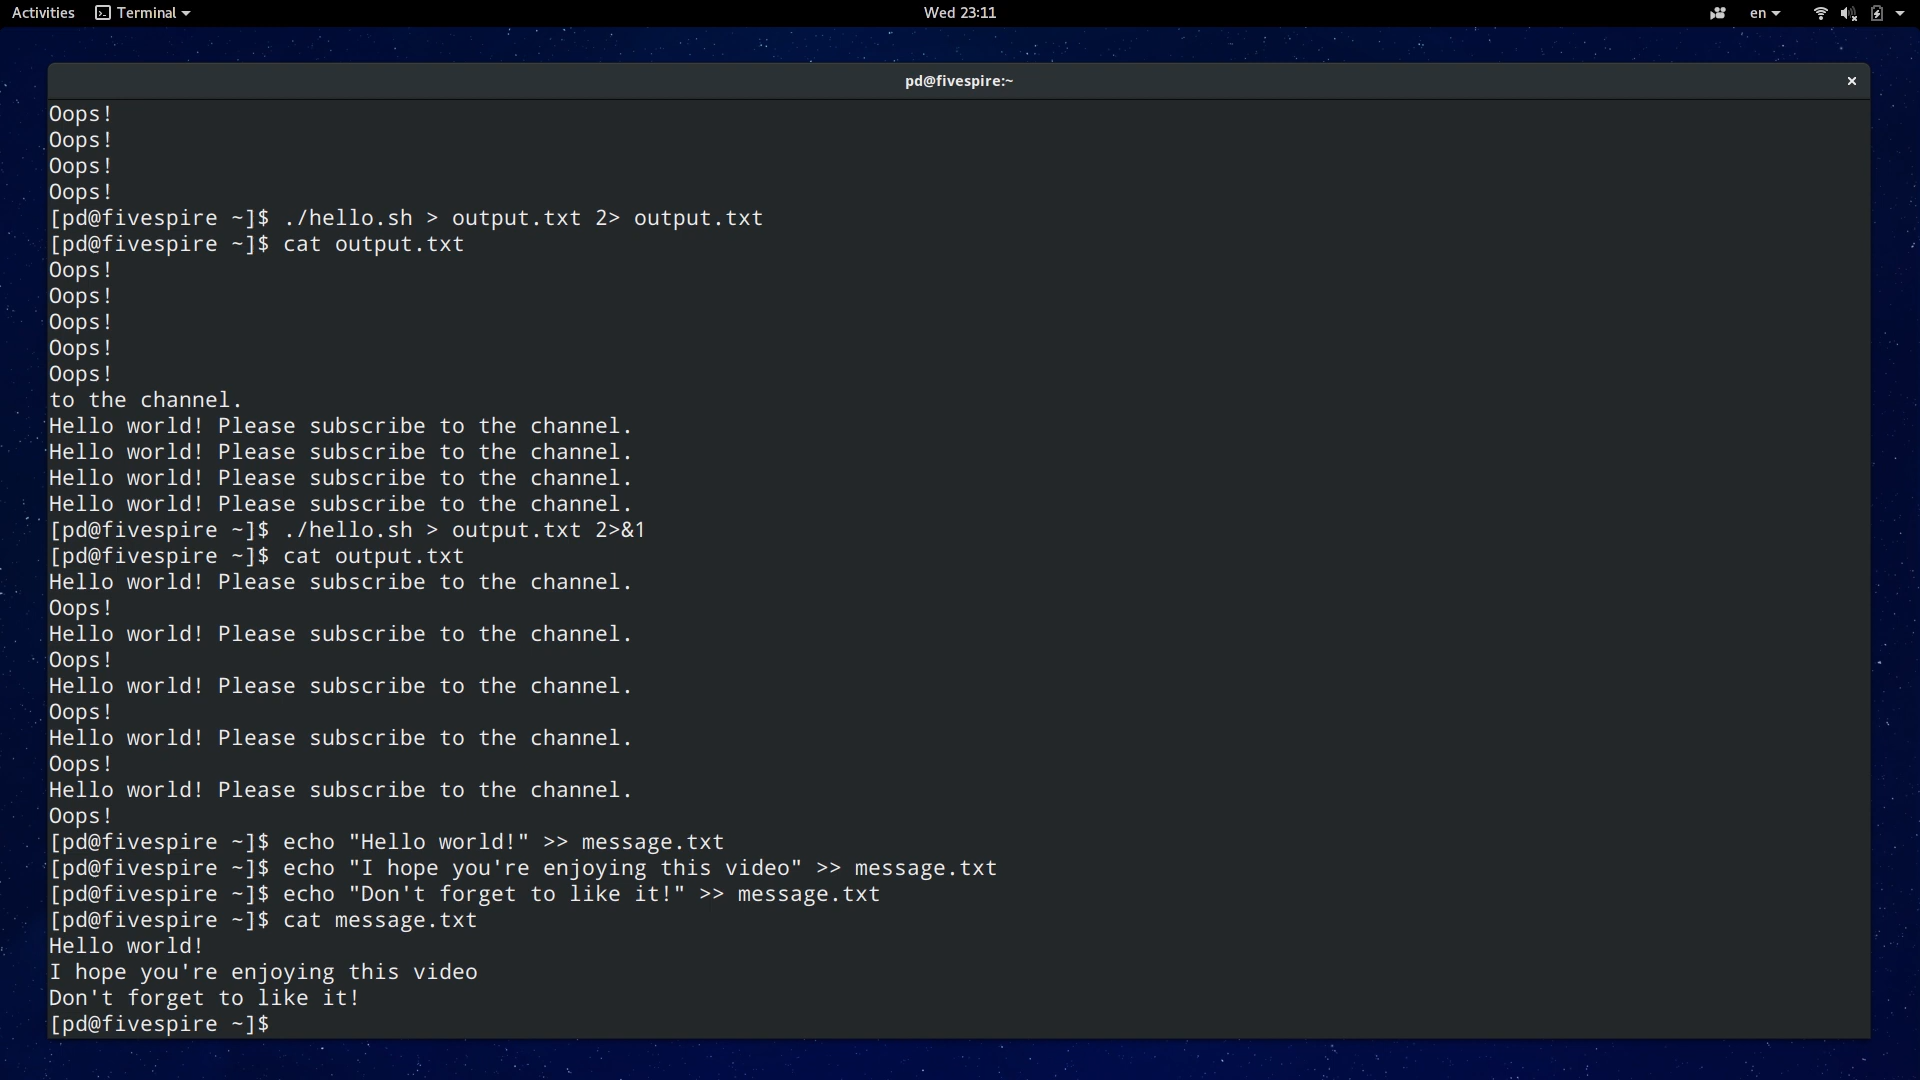 Activities Terminal Wed 23:11 en
pd@fivespire:~
Oops!
Oops!
Oops!
Oops!
[pd@fivespire ~]$ ./hello.sh > output.txt 2> output.txt
[pd@fivespire ~]$ cat output.txt
Oops!
Oops!
Oops!
Oops!
Oops!
to the channel.
Hello world! Please subscribe to the channel.
Hello world! Please subscribe to the channel.
Hello world! Please subscribe to the channel.
Hello world! Please subscribe to the channel.
[pd@fivespire ~]$ ./hello.sh > output.txt 2>&1
[pd@fivespire ~]$ cat output.txt
Hello world! Please subscribe to the channel.
Oops!
Hello world! Please subscribe to the channel.
Oops!
Hello world! Please subscribe to the channel.
Oops!
Hello world! Please subscribe to the channel.
Oops!
Hello world! Please subscribe to the channel.
Oops!
[pd@fivespire ~]$ echo "Hello world!" >> message.txt
[pd@fivespire ~]$ echo "I hope you're enjoying this video" >> message.txt
[pd@fivespire ~]$ echo "Don't forget to like it!" >> message.txt
[pd@fivespire ~]$ cat message.txt
Hello world!
I hope you're enjoying this video
Don't forget to like it!
[pd@fivespire ~]$